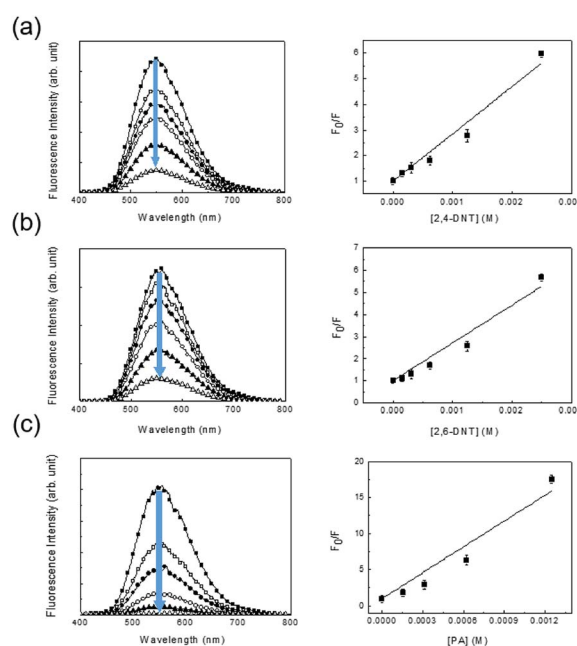 (a)
Fluorescence Intensity (arb. unit)
400 500 600 700 800
Wavelength (nm)
F0/F
6
5
4
3
2
1
0
0.000 0.001 0.002
[2,4-DNT] (M)
(b)
Fluorescence Intensity (arb. unit)
400 500 600 700 800
Wavelength (nm)
F0/F
7
6
5
4
3
2
1
0
0.000 0.001 0.002
[2,6-DNT] (M)
(c)
Fluorescence Intensity (arb. unit)
400 500 600 700 800
Wavelength (nm)
F0/F
20
15
10
5
0
0.0000 0.0003 0.0006 0.0009 0.0012
[PA] (M)